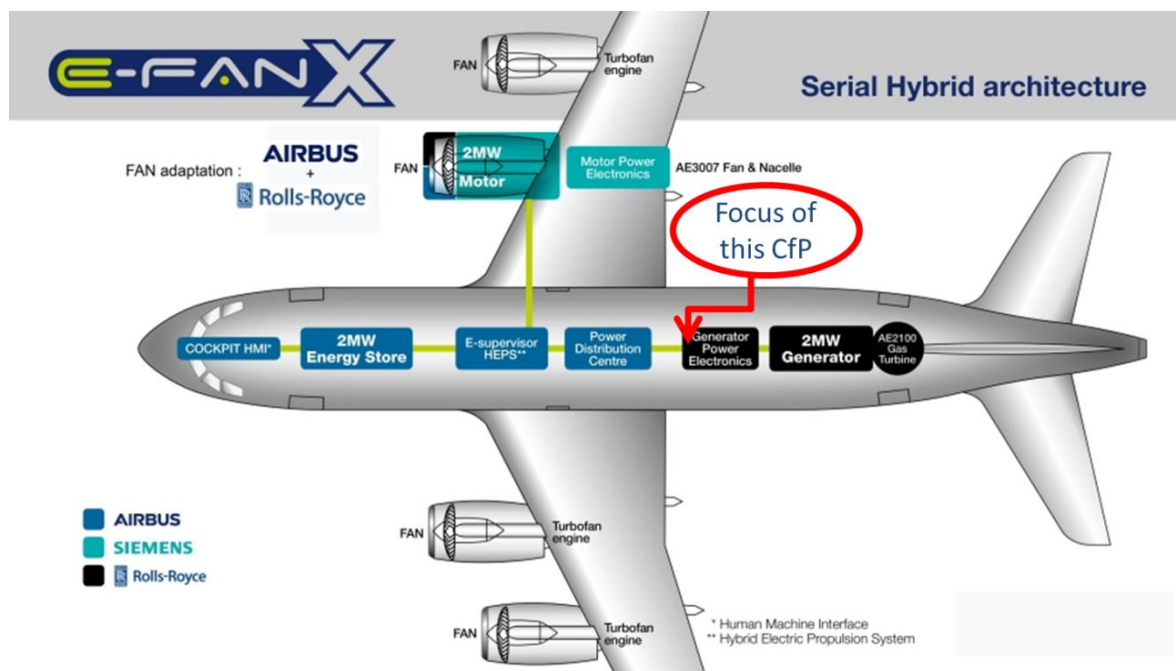 E-FAN X
Serial Hybrid architecture
FAN
Turbofan
engine
FAN adaptation :
AIRBUS
+
Rolls-Royce
FAN
2MW
Motor
Motor Power
Electronics
AE3007 Fan & Nacelle
Focus of
this CfP
COCKPIT HMI*
2MW
Energy Store
E-supervisor
HEPS**
Power
Distribution
Centre
Generator
Power
Electronics
2MW
Generator
AE2100
Gas
Turbine
AIRBUS
SIEMENS
Rolls-Royce
FAN
Turbofan
engine
FAN
Turbofan
engine
* Human Machine Interface
** Hybrid Electric Propulsion System